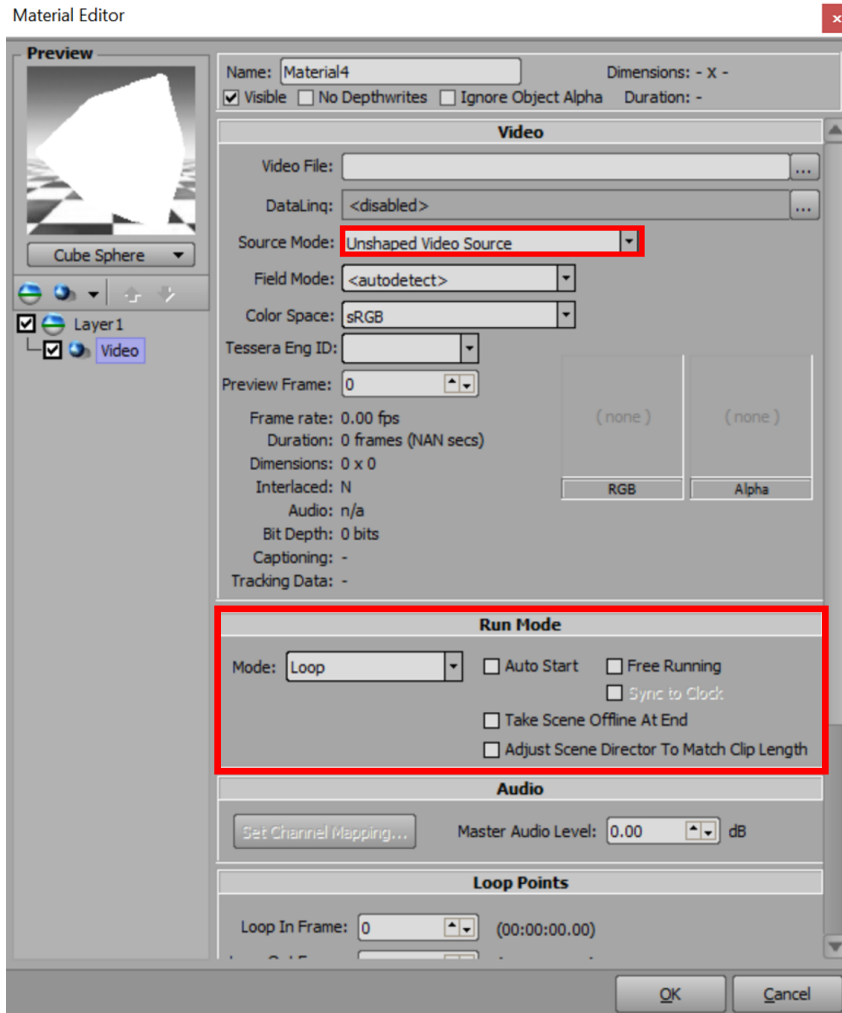 Material Editor
Preview
Cube Sphere
Layer1
Video
Name: Material4 Dimensions: - X -
Visible No Depthwrites Ignore Object Alpha Duration: -
Video
Video File: ...
DataLinq: <disabled> ...
Source Mode: Unshaped Video Source
Field Mode: <autodetect>
Color Space: sRGB
Tessera Eng ID:
Preview Frame: 0
Frame rate: 0.00 fps
Duration: 0 frames (NAN secs)
Dimensions: 0 x 0
Interlaced: N
Audio: n/a
Bit Depth: 0 bits
Captioning: -
Tracking Data: -
( none ) ( none )
RGB Alpha
Run Mode
Mode: Loop Auto Start Free Running
Sync to Clock
Take Scene Offline At End
Adjust Scene Director To Match Clip Length
Audio
Set Channel Mapping... Master Audio Level: 0.00 dB
Loop Points
Loop In Frame: 0 (00:00:00.00)
OK Cancel